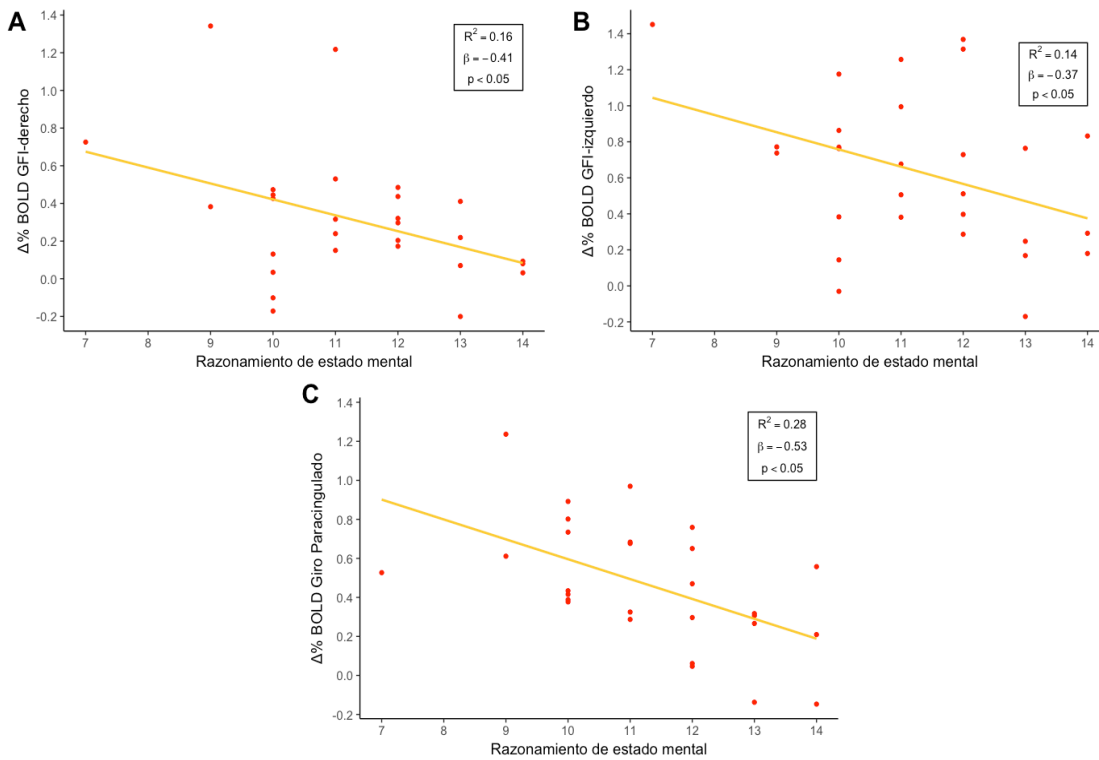 A
Δ% BOLD GFI-derecho
1.4
1.2
1.0
0.8
0.6
0.4
0.2
0.0
-0.2
R² = 0.16
β = −0.41
p < 0.05
7 8 9 10 11 12 13 14
Razonamiento de estado mental
B
Δ% BOLD GFI-izquierdo
1.4
1.2
1.0
0.8
0.6
0.4
0.2
0.0
-0.2
R² = 0.14
β = −0.37
p < 0.05
7 8 9 10 11 12 13 14
Razonamiento de estado mental
C
Δ% BOLD Giro Paracingulado
1.4
1.2
1.0
0.8
0.6
0.4
0.2
0.0
-0.2
R² = 0.28
β = −0.53
p < 0.05
7 8 9 10 11 12 13 14
Razonamiento de estado mental